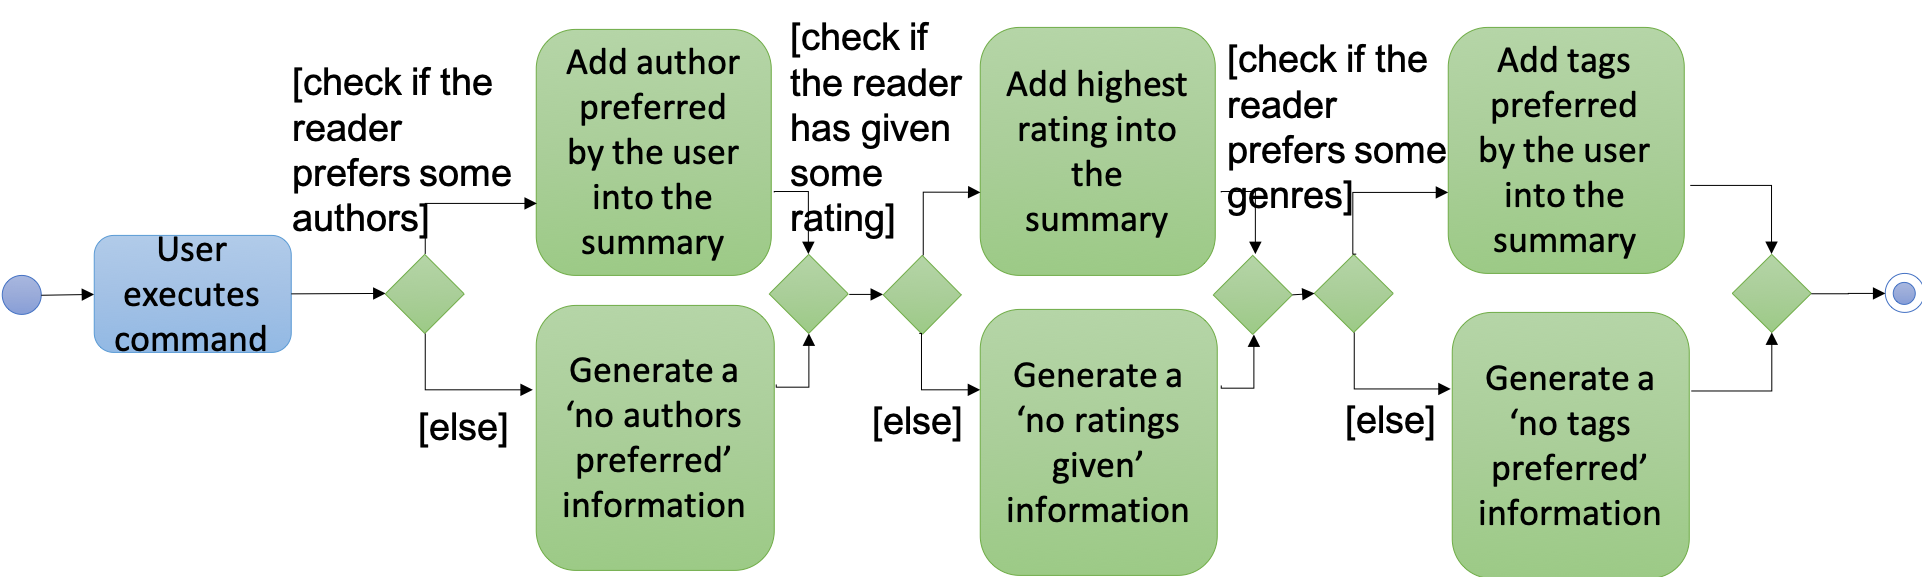 User
executes
command
[check if the
reader
prefers some
authors]
Add author
preferred
by the user
into the
summary
[else]
Generate a
‘no authors
preferred’
information
[check if
the reader
has given
some
rating]
Add highest
rating into
the
summary
[else]
Generate a
‘no ratings
given’
information
[check if the
reader
prefers some
genres]
Add tags
preferred
by the user
into the
summary
[else]
Generate a
‘no tags
preferred’
information